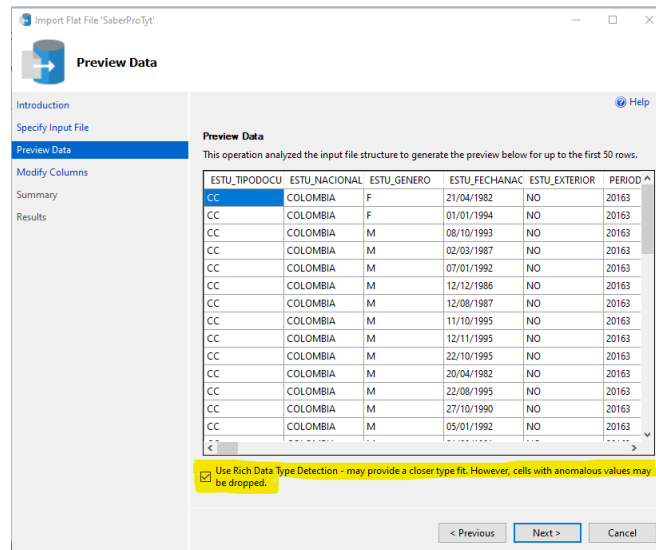 Import Flat File 'SaberProTyt'
Preview Data
Help
Introduction
Specify Input File
Preview Data
Modify Columns
Summary
Results
Preview Data
This operation analyzed the input file structure to generate the preview below for up to the first 50 rows.
ESTU_TIPODOCU ESTU_NACIONAL ESTU_GENERO ESTU_FECHANAC ESTU_EXTERIOR PERIOD
CC COLOMBIA F 21/04/1982 NO 20163
CC COLOMBIA F 01/01/1994 NO 20163
CC COLOMBIA M 08/10/1993 NO 20163
CC COLOMBIA M 02/03/1987 NO 20163
CC COLOMBIA M 07/01/1992 NO 20163
CC COLOMBIA M 12/12/1986 NO 20163
CC COLOMBIA M 12/08/1987 NO 20163
CC COLOMBIA M 11/10/1995 NO 20163
CC COLOMBIA M 12/11/1995 NO 20163
CC COLOMBIA M 22/10/1995 NO 20163
CC COLOMBIA M 20/04/1982 NO 20163
CC COLOMBIA M 22/08/1995 NO 20163
CC COLOMBIA M 27/10/1990 NO 20163
CC COLOMBIA M 05/01/1992 NO 20163
Use Rich Data Type Detection - may provide a closer type fit. However, cells with anomalous values may
be dropped.
< Previous Next > Cancel